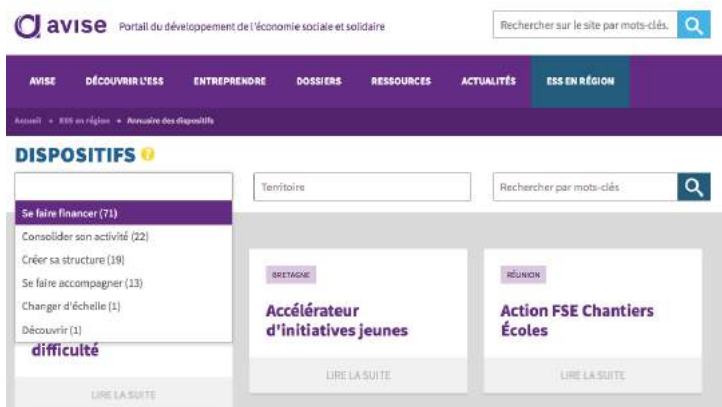 avise Portail du développement de l'économie sociale et solidaire
Rechercher sur le site par mots-clés.
AVISE DÉCOUVRIR L'ESS ENTREPRENDRE DOSSIERS RESSOURCES ACTUALITÉS ESS EN RÉGION
Accueil ESS en région Annuaire des dispositifs
DISPOSITIFS ?
Territoire
Rechercher par mots-clés
Se faire financer (71)
Consolider son activité (22)
Créer sa structure (19)
Se faire accompagner (13)
Changer d'échelle (1)
Découvrir (1)
difficulté
LIRE LA SUITE
BRETAGNE
Accélérateur
d'initiatives jeunes
LIRE LA SUITE
RÉUNION
Action FSE Chantiers
Écoles
LIRE LA SUITE